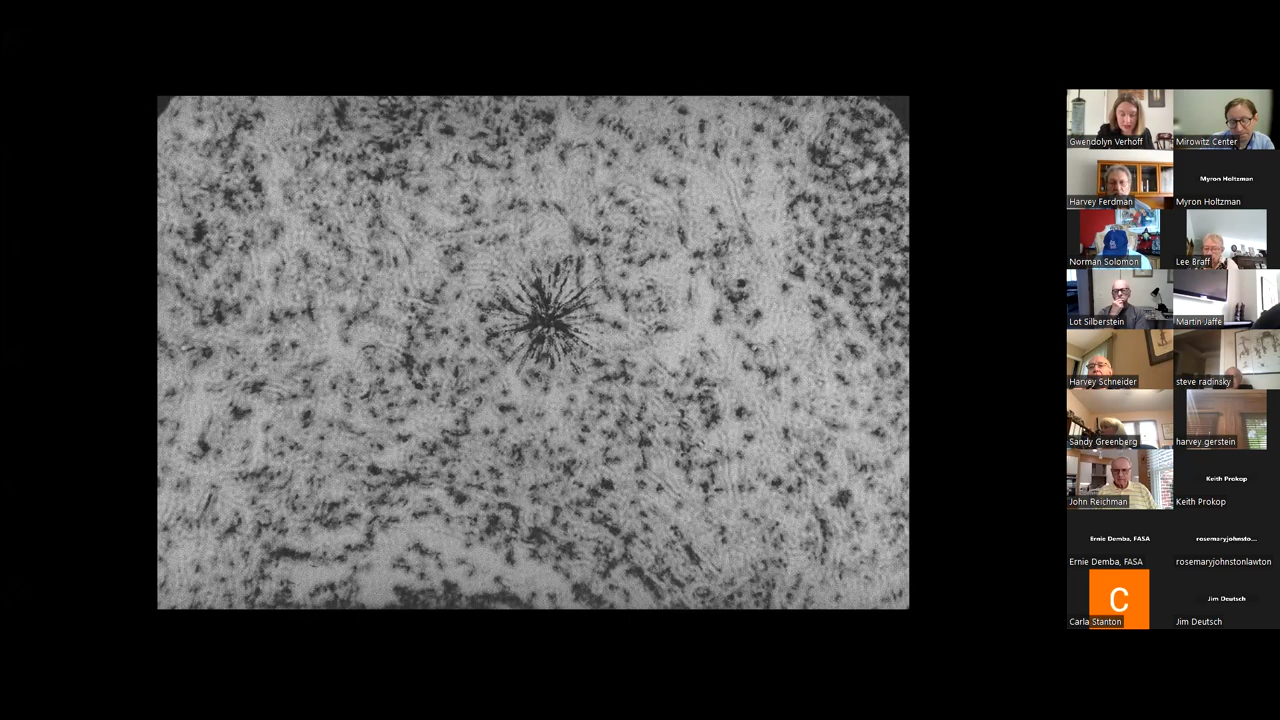 Gwendolyn Verhoff
Mirowitz Center
Harvey Ferdman
Myron Holtzman
Myron Holtzman
Norman Solomon
Lee Braff
Lot Silberstein
Martin Jaffe
Harvey Schneider
steve radinsky
Sandy Greenberg
harvey gerstein
John Reichman
Keith Prokop
Keith Prokop
Ernie Demba, FASA
rosemaryjohnsto...
Ernie Demba, FASA
rosemaryjohnstonlawton
C
Jim Deutsch
Carla Stanton
Jim Deutsch